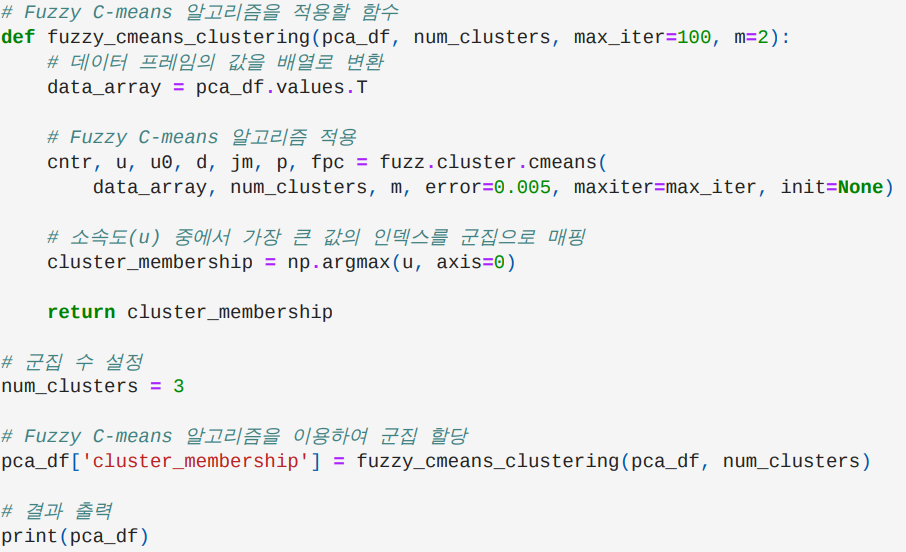 # Fuzzy C-means 알고리즘을 적용할 함수
def fuzzy_cmeans_clustering(pca_df, num_clusters, max_iter=100, m=2):
    # 데이터 프레임의 값을 배열로 변환
    data_array = pca_df.values.T

    # Fuzzy C-means 알고리즘 적용
    cntr, u, u0, d, jm, p, fpc = fuzz.cluster.cmeans(
        data_array, num_clusters, m, error=0.005, maxiter=max_iter, init=None)

    # 소속도(u) 중에서 가장 큰 값의 인덱스를 군집으로 매핑
    cluster_membership = np.argmax(u, axis=0)

    return cluster_membership

# 군집 수 설정
num_clusters = 3

# Fuzzy C-means 알고리즘을 이용하여 군집 할당
pca_df['cluster_membership'] = fuzzy_cmeans_clustering(pca_df, num_clusters)

# 결과 출력
print(pca_df)